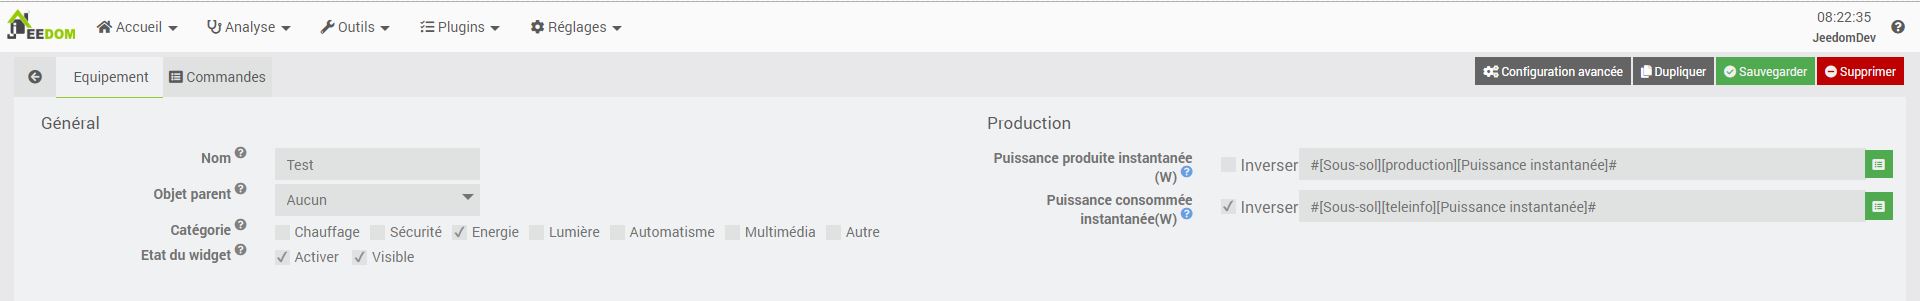 JEEDOM Accueil Analyse Outils Plugins Réglages 08:22:35
JeedomDev
Equipement Commandes Configuration avancée Dupliquer Sauvegarder Supprimer
Général
Nom ? Test
Objet parent ? Aucun
Catégorie ? Chauffage Sécurité Energie Lumière Automatisme Multimédia Autre
Etat du widget ? Activer Visible
Production
Puissance produite instantanée
(W) ? Inverser #[Sous-sol][production][Puissance instantanée]#
Puissance consommée
instantanée(W) ? Inverser #[Sous-sol][teleinfo][Puissance instantanée]#